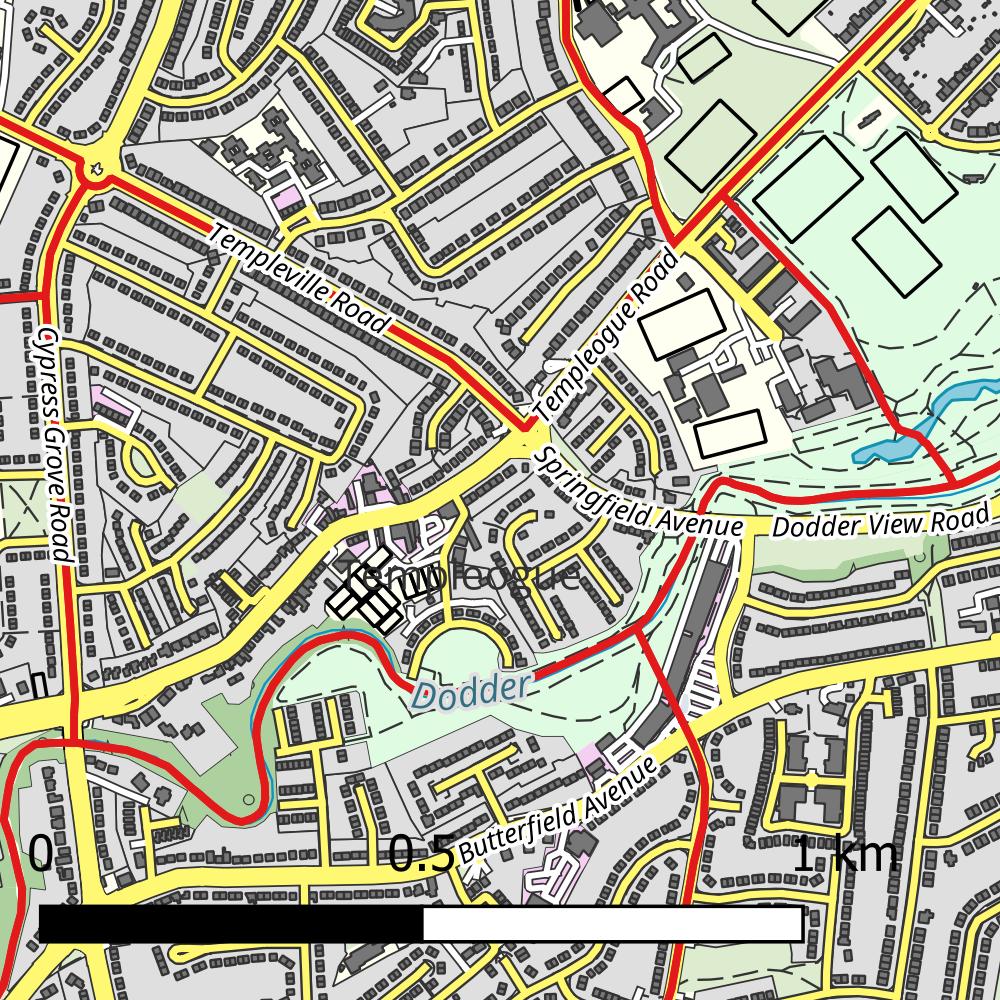 Templeville Road
Templeogue Road
Cypress Grove Road
Springfield Avenue
Dodder View Road
Templeogue
Dodder
Butterfield Avenue
0 0.5 1 km